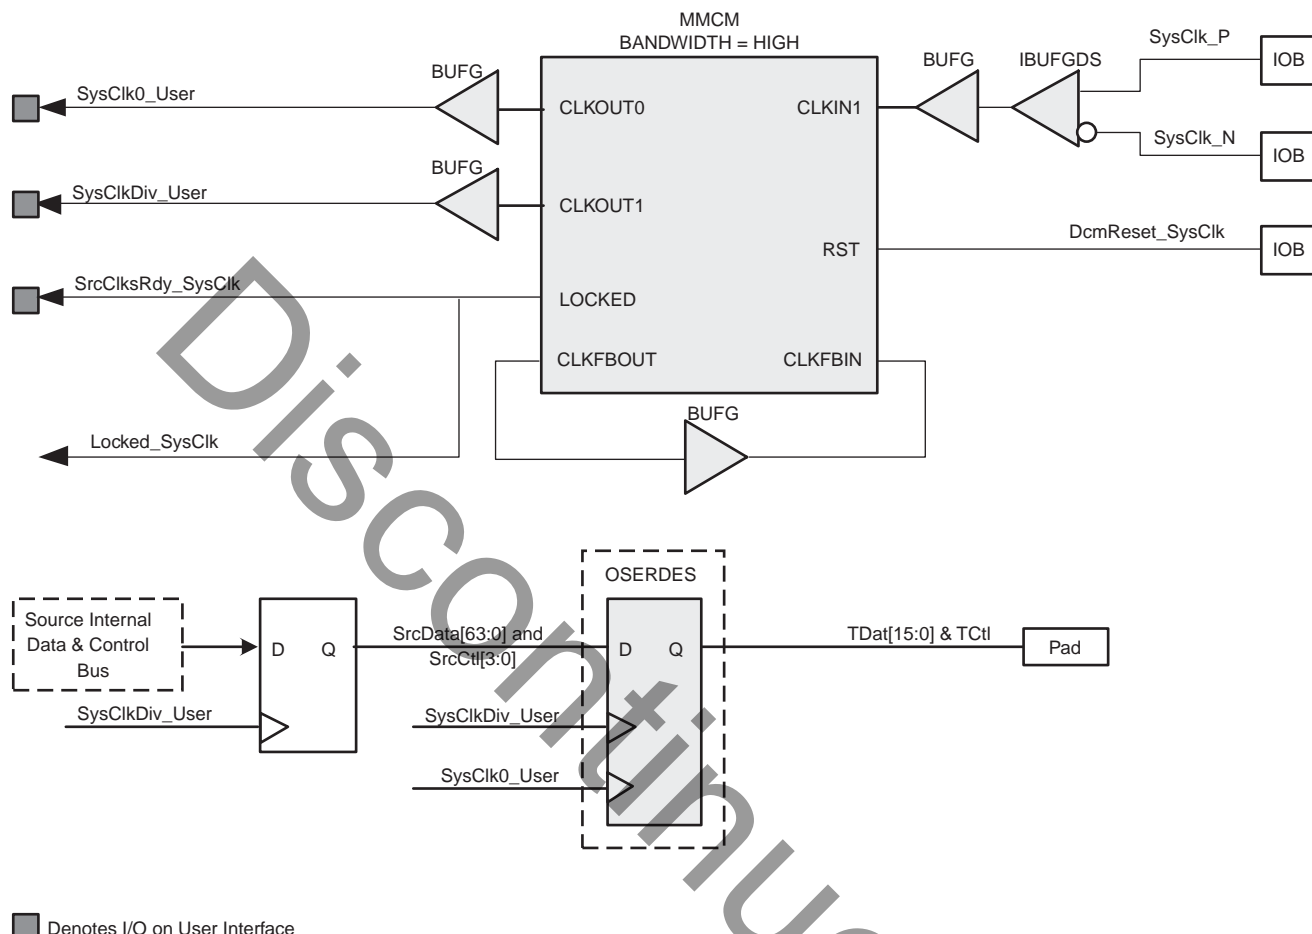 MMCM
BANDWIDTH = HIGH
SysClk_P
IOB
BUFG
BUFG
IBUFGDS
SysClk0_User
CLKOUT0
CLKIN1
SysClk_N
IOB
BUFG
SysClkDiv_User
CLKOUT1
DcmReset_SysClk
RST
IOB
SrcClksRdy_SysClk
LOCKED
CLKFBOUT
CLKFBIN
BUFG
Locked_SysClk
OSERDES
Source Internal
Data & Control
Bus
D Q
SrcData[63:0] and
SrcCtl[3:0]
D Q
TDat[15:0] & TCtl
Pad
SysClkDiv_User
SysClkDiv_User
SysClk0_User
Denotes I/O on User Interface
Discontinu